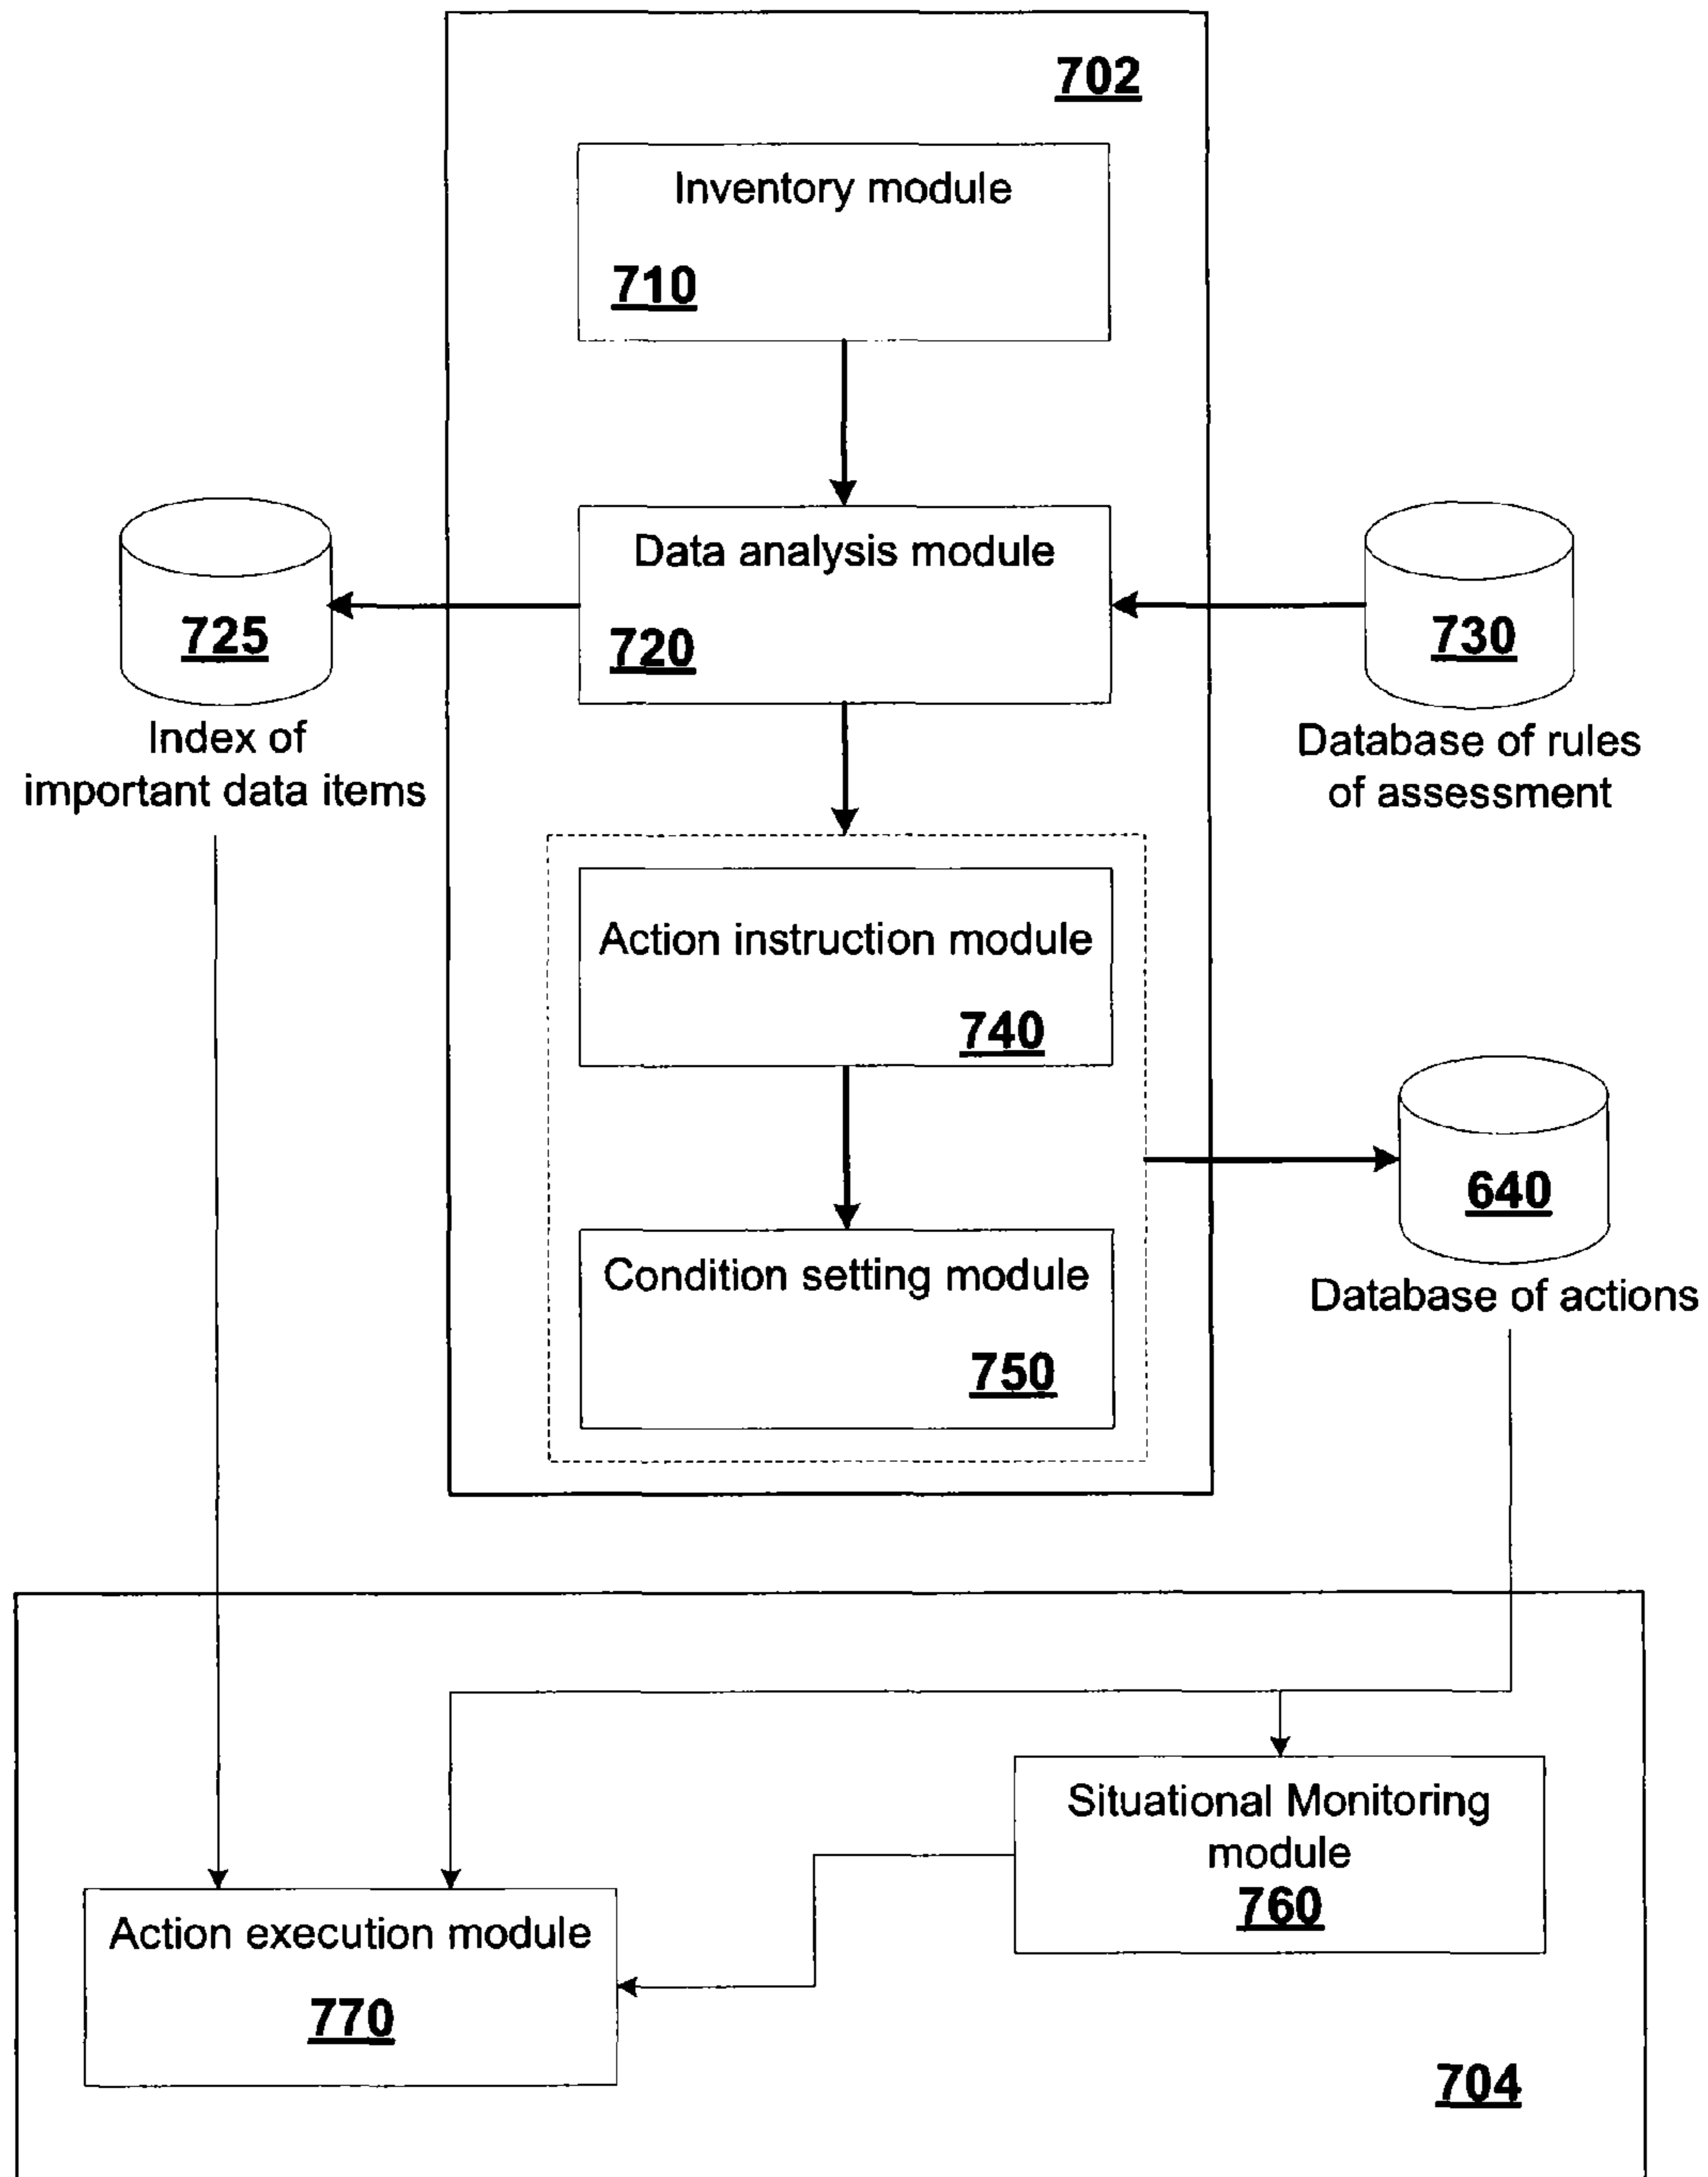 702
Inventory module
710
Data analysis module
720
725
Index of
important data items
730
Database of rules
of assessment
Action instruction module
740
Condition setting module
750
640
Database of actions
Situational Monitoring
module
760
Action execution module
770
704